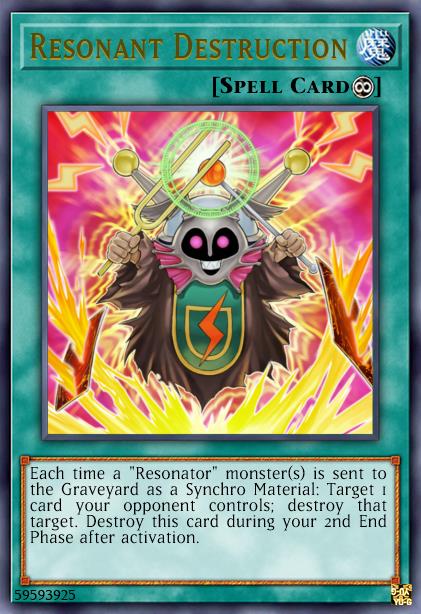 Resonant Destruction
魔
[Spell Card♾]
Each time a "Resonator" monster(s) is sent to
the Graveyard as a Synchro Material: Target 1
card your opponent controls; destroy that
target. Destroy this card during your 2nd End
Phase after activation.
59593925